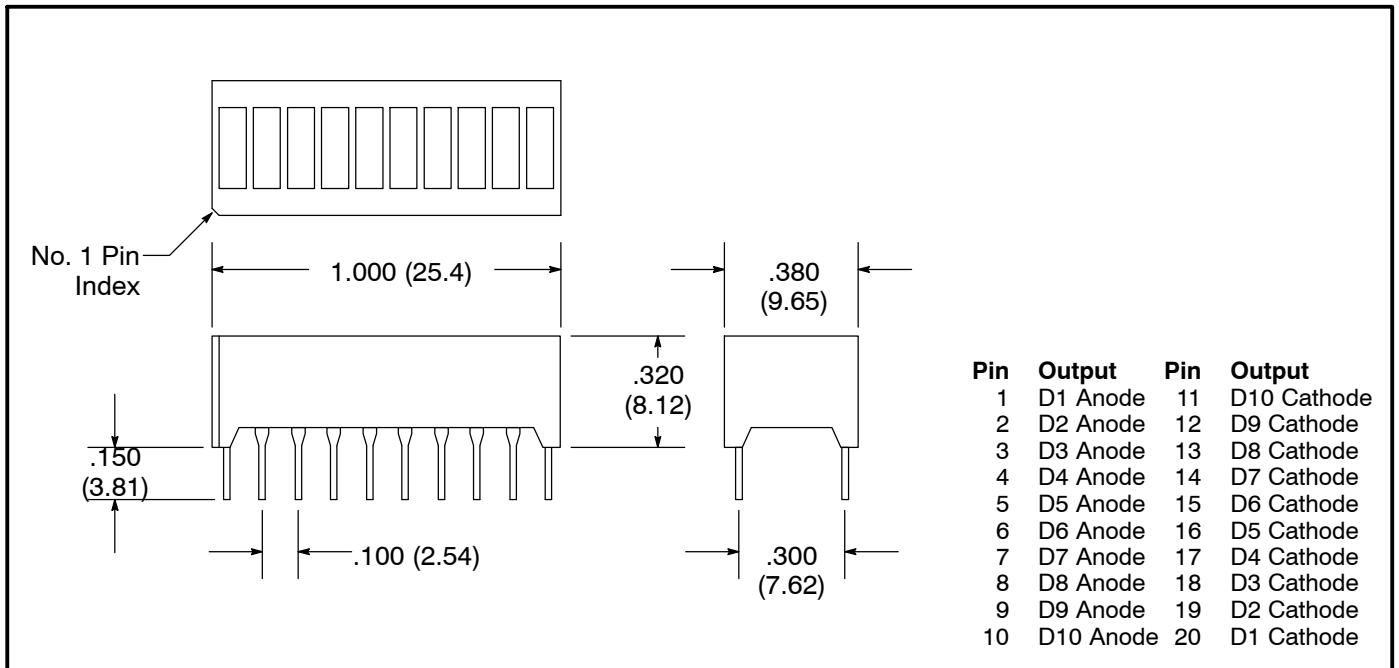 No. 1 Pin
Index
1.000 (25.4)
.380
(9.65)
.320
(8.12)
.150
(3.81)
.100 (2.54)
.300
(7.62)
Pin Output Pin Output
1 D1 Anode 11 D10 Cathode
2 D2 Anode 12 D9 Cathode
3 D3 Anode 13 D8 Cathode
4 D4 Anode 14 D7 Cathode
5 D5 Anode 15 D6 Cathode
6 D6 Anode 16 D5 Cathode
7 D7 Anode 17 D4 Cathode
8 D8 Anode 18 D3 Cathode
9 D9 Anode 19 D2 Cathode
10 D10 Anode 20 D1 Cathode